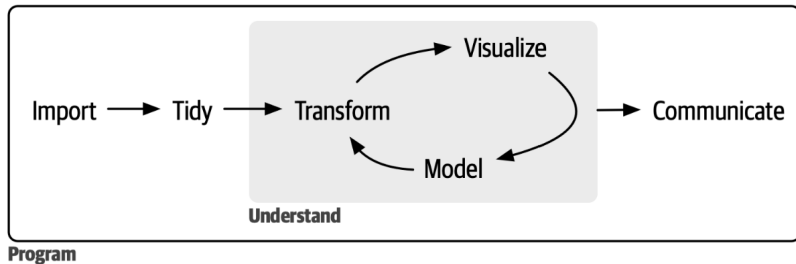 Visualize
Import Tidy Transform Communicate
Model
Understand
Program